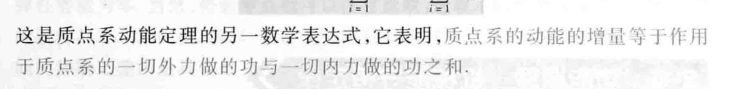 这是质点系动能定理的另一数学表达式,它表明,质点系的动能的增量等于作用
于质点系的一切外力做的功与一切内力做的功之和.